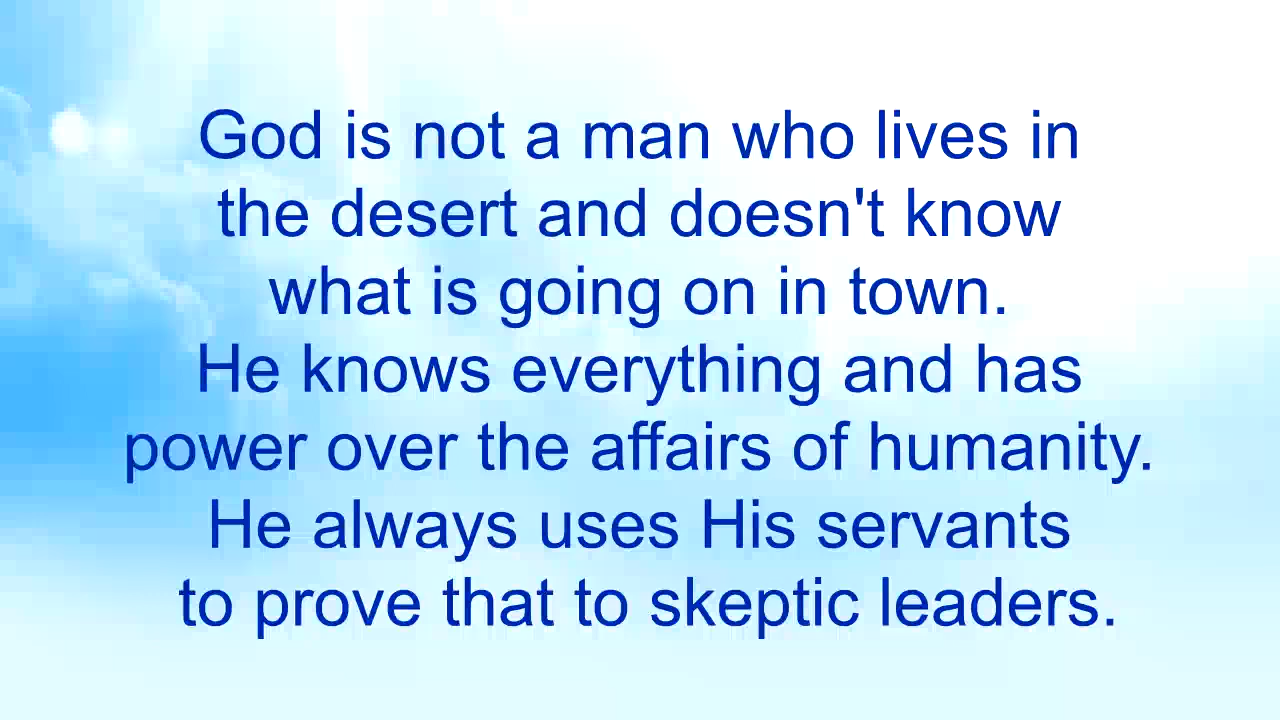 God is not a man who lives in
the desert and doesn't know
what is going on in town.
He knows everything and has
power over the affairs of humanity.
He always uses His servants
to prove that to skeptic leaders.